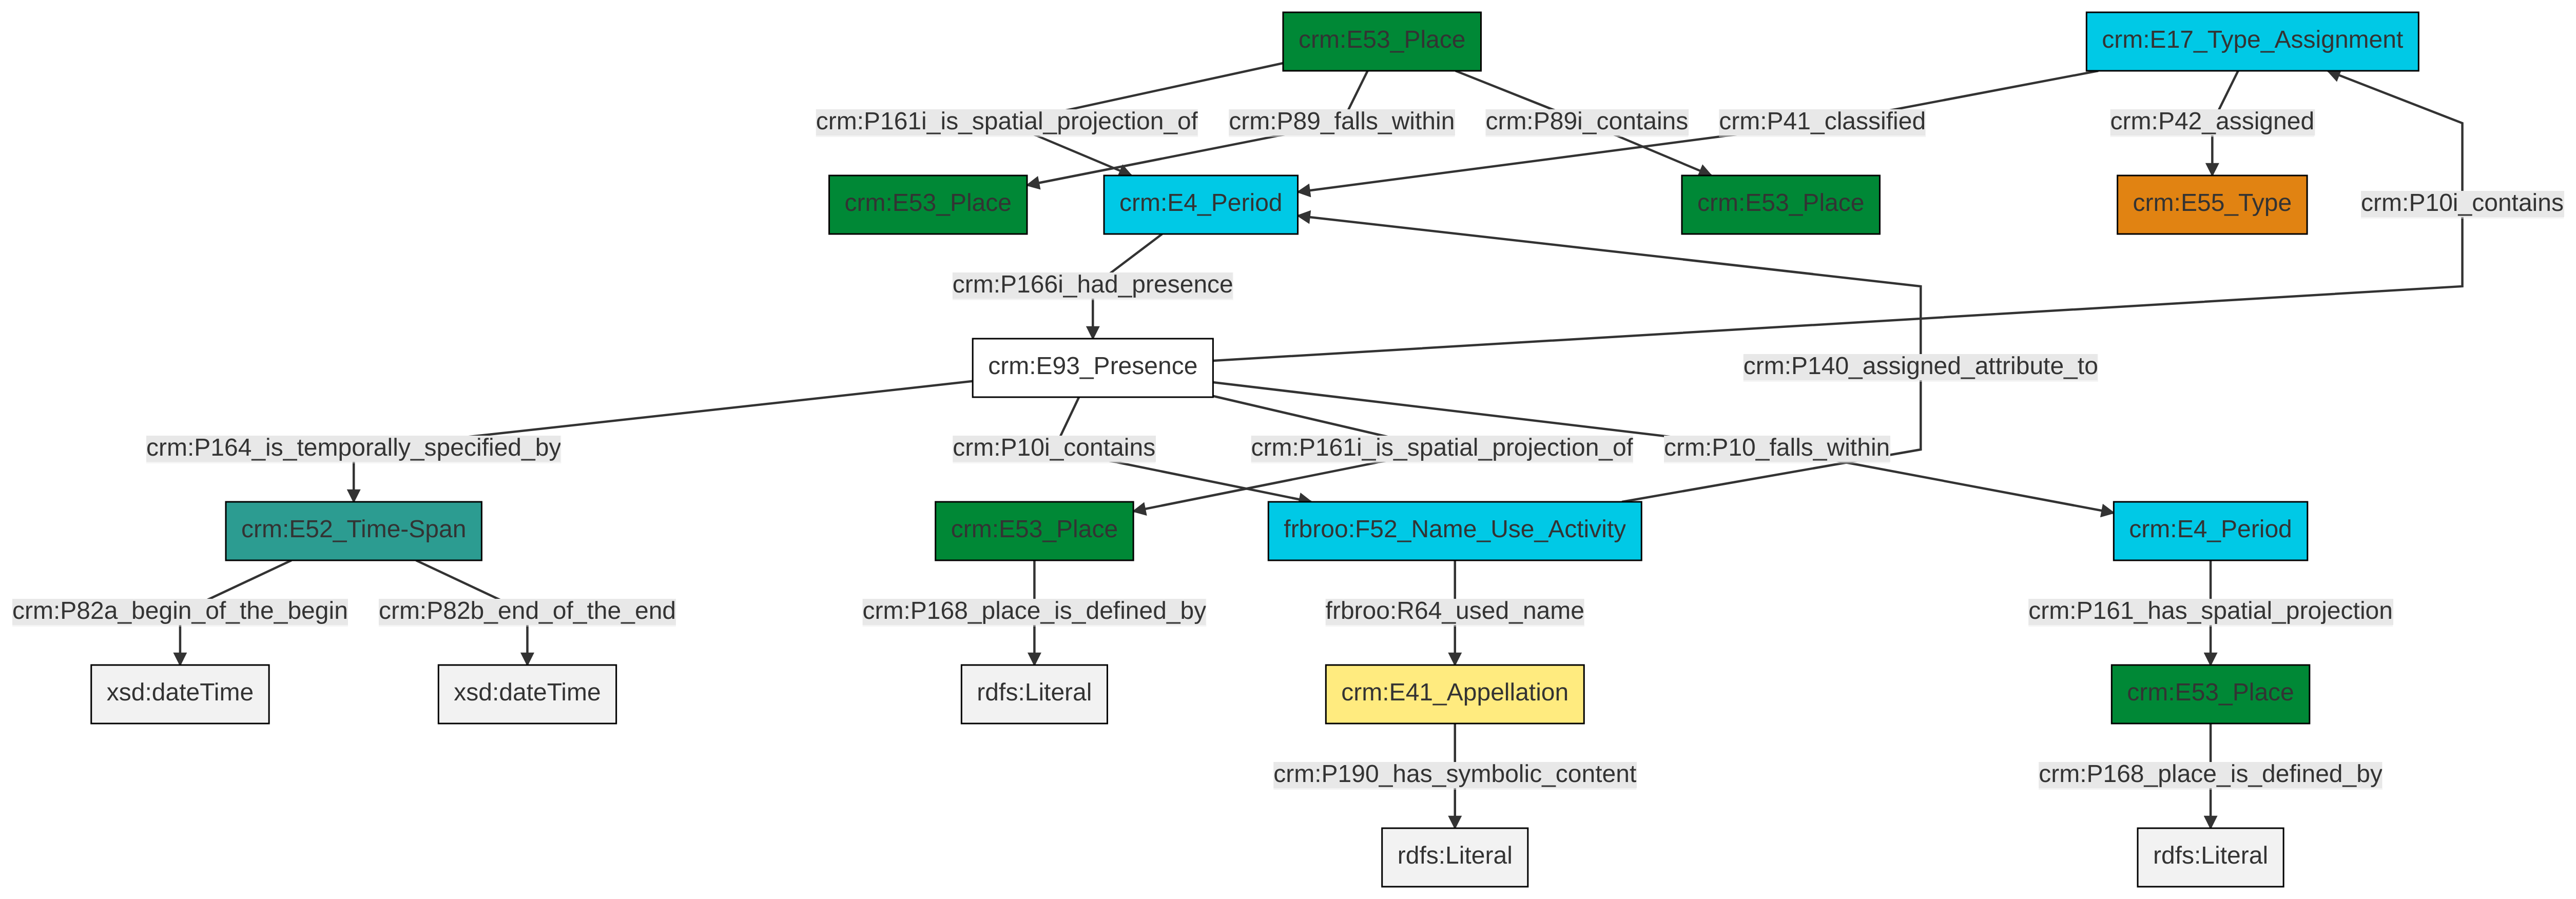 crm:E53_Place
crm:E17_Type_Assignment
crm:P161i_is_spatial_projection_of
crm:P89_falls_within
crm:P89i_contains
crm:P41_classified
crm:P42_assigned
crm:E53_Place
crm:E4_Period
crm:E53_Place
crm:E55_Type
crm:P10i_contains
crm:P166i_had_presence
crm:E93_Presence
crm:P140_assigned_attribute_to
crm:P164_is_temporally_specified_by
crm:P10i_contains
crm:P161i_is_spatial_projection_of
crm:P10_falls_within
crm:E52_Time-Span
crm:E53_Place
frbroo:F52_Name_Use_Activity
crm:E4_Period
crm:P82a_begin_of_the_begin
crm:P82b_end_of_the_end
crm:P168_place_is_defined_by
frbroo:R64_used_name
crm:P161_has_spatial_projection
xsd:dateTime
xsd:dateTime
rdfs:Literal
crm:E41_Appellation
crm:E53_Place
crm:P190_has_symbolic_content
crm:P168_place_is_defined_by
rdfs:Literal
rdfs:Literal